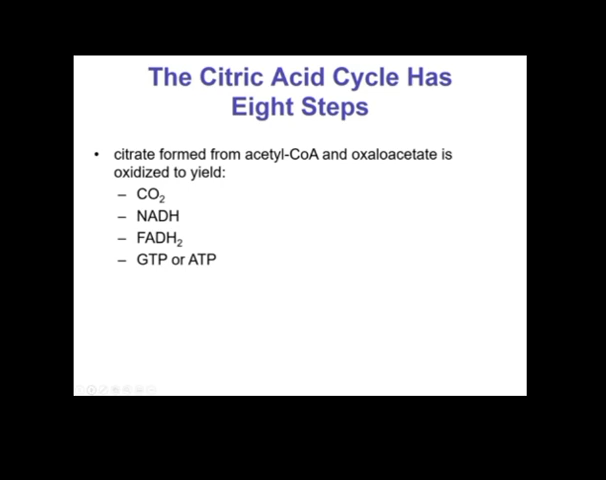 The Citric Acid Cycle Has
Eight Steps
• citrate formed from acetyl-CoA and oxaloacetate is
oxidized to yield:
– CO₂
– NADH
– FADH₂
– GTP or ATP